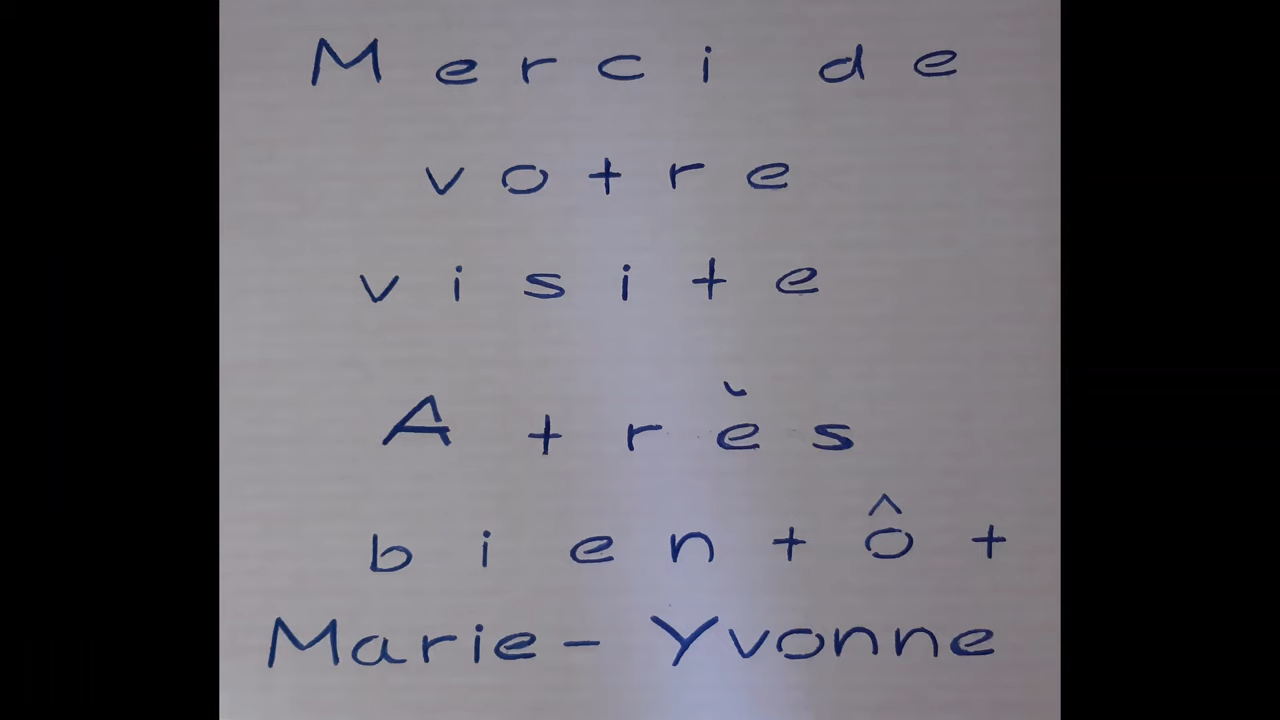 Merci de
votre
visite
A très
bientôt
Marie-Yvonne